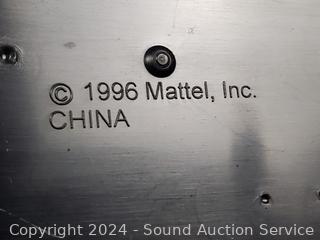 © 1996 Mattel, Inc.
CHINA
Copyright 2024 - Sound Auction Service